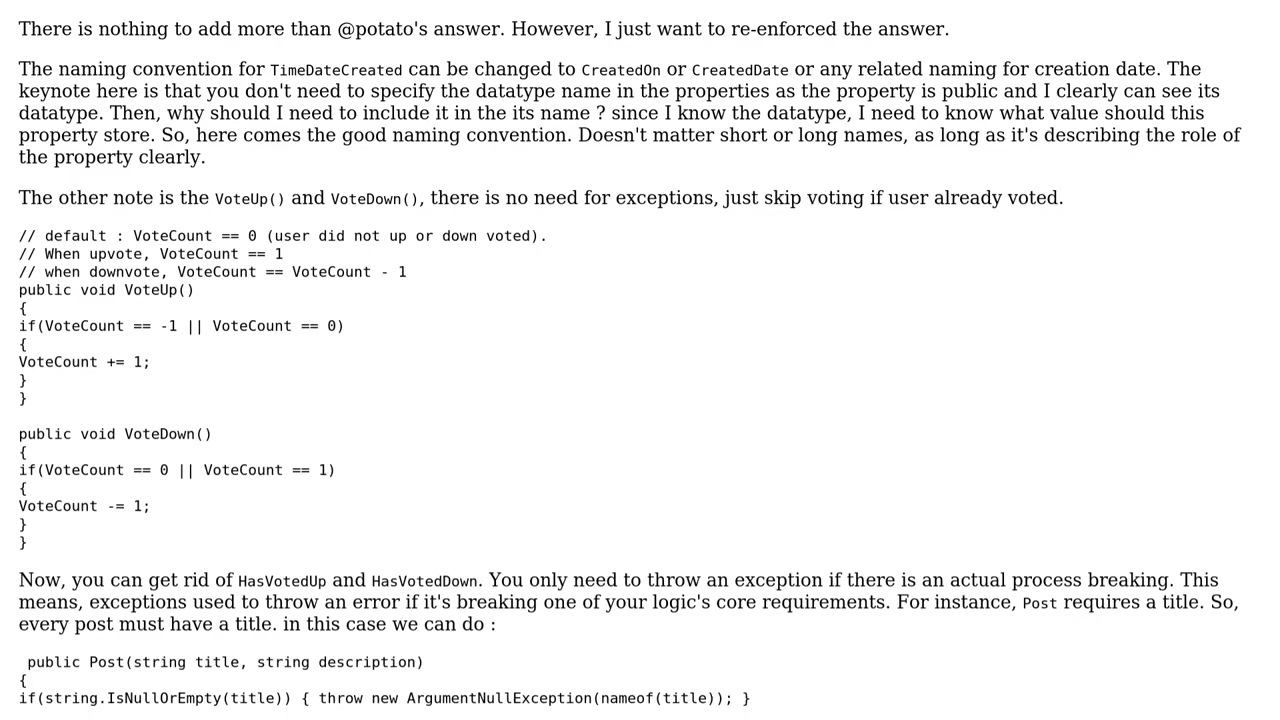 There is nothing to add more than @potato's answer. However, I just want to re-enforced the answer.
The naming convention for TimeDateCreated can be changed to CreatedOn or CreatedDate or any related naming for creation date. The
keynote here is that you don't need to specify the datatype name in the properties as the property is public and I clearly can see its
datatype. Then, why should I need to include it in the its name ? since I know the datatype, I need to know what value should this
property store. So, here comes the good naming convention. Doesn't matter short or long names, as long as it's describing the role of
the property clearly.
The other note is the VoteUp() and VoteDown(), there is no need for exceptions, just skip voting if user already voted.
// default : VoteCount == 0 (user did not up or down voted).
// When upvote, VoteCount == 1
// when downvote, VoteCount == VoteCount - 1
public void VoteUp()
{
if(VoteCount == -1 || VoteCount == 0)
{
VoteCount += 1;
}
}
public void VoteDown()
{
if(VoteCount == 0 || VoteCount == 1)
{
VoteCount -= 1;
}
}
Now, you can get rid of HasVotedUp and HasVotedDown. You only need to throw an exception if there is an actual process breaking. This
means, exceptions used to throw an error if it's breaking one of your logic's core requirements. For instance, Post requires a title. So,
every post must have a title. in this case we can do :
public Post(string title, string description)
{
if(string.IsNullOrEmpty(title)) { throw new ArgumentNullException(nameof(title)); }